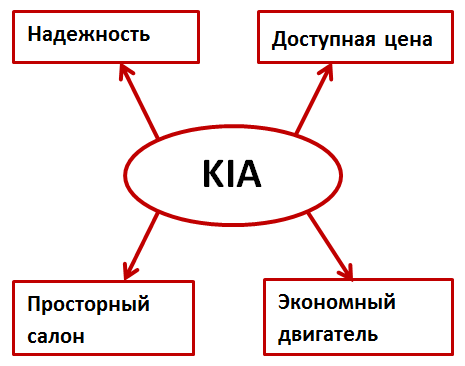 Надежность
Доступная цена
KIA
Просторный
салон
Экономный
двигатель